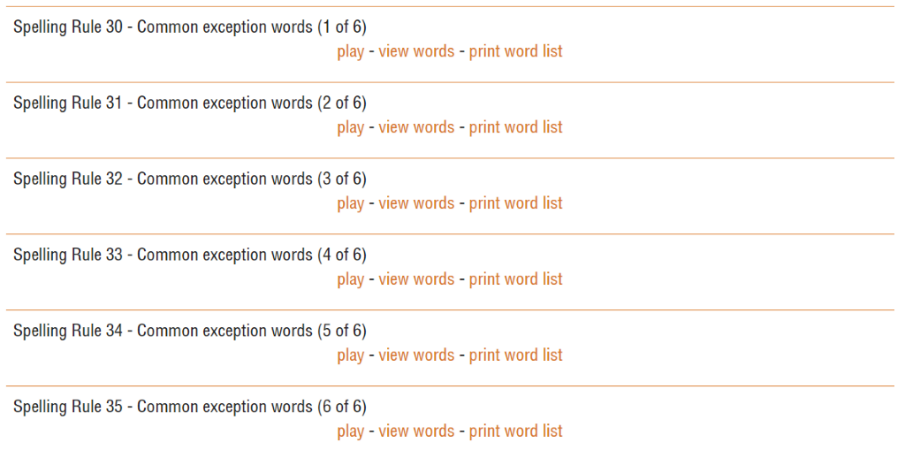 Spelling Rule 30 - Common exception words (1 of 6)
play - view words - print word list
Spelling Rule 31 - Common exception words (2 of 6)
play - view words - print word list
Spelling Rule 32 - Common exception words (3 of 6)
play - view words - print word list
Spelling Rule 33 - Common exception words (4 of 6)
play - view words - print word list
Spelling Rule 34 - Common exception words (5 of 6)
play - view words - print word list
Spelling Rule 35 - Common exception words (6 of 6)
play - view words - print word list